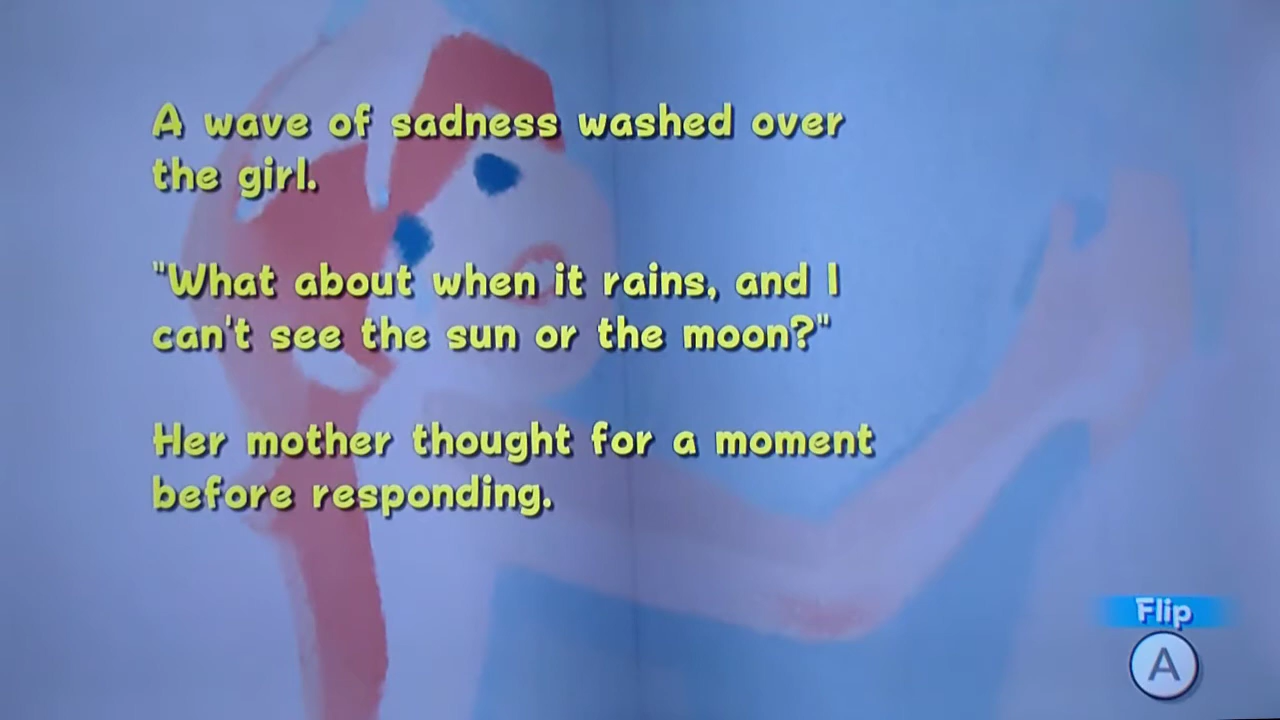 A wave of sadness washed over
the girl.
"What about when it rains, and I
can't see the sun or the moon?"
Her mother thought for a moment
before responding.
Flip
A